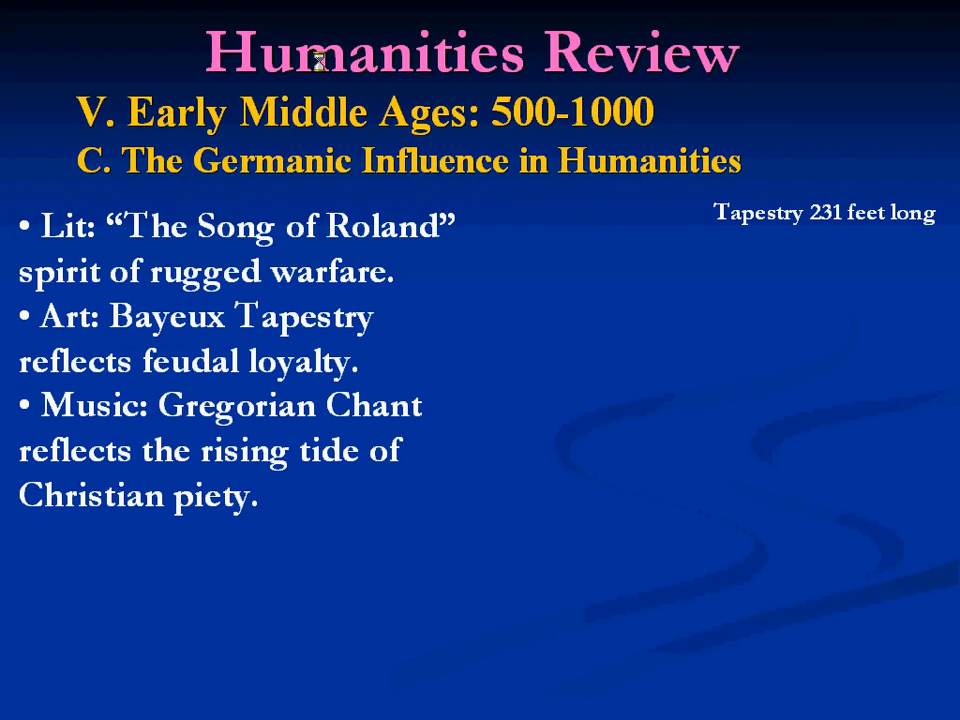 Humanities Review
V. Early Middle Ages: 500-1000
C. The Germanic Influence in Humanities
Tapestry 231 feet long
• Lit: “The Song of Roland”
spirit of rugged warfare.
• Art: Bayeux Tapestry
reflects feudal loyalty.
• Music: Gregorian Chant
reflects the rising tide of
Christian piety.